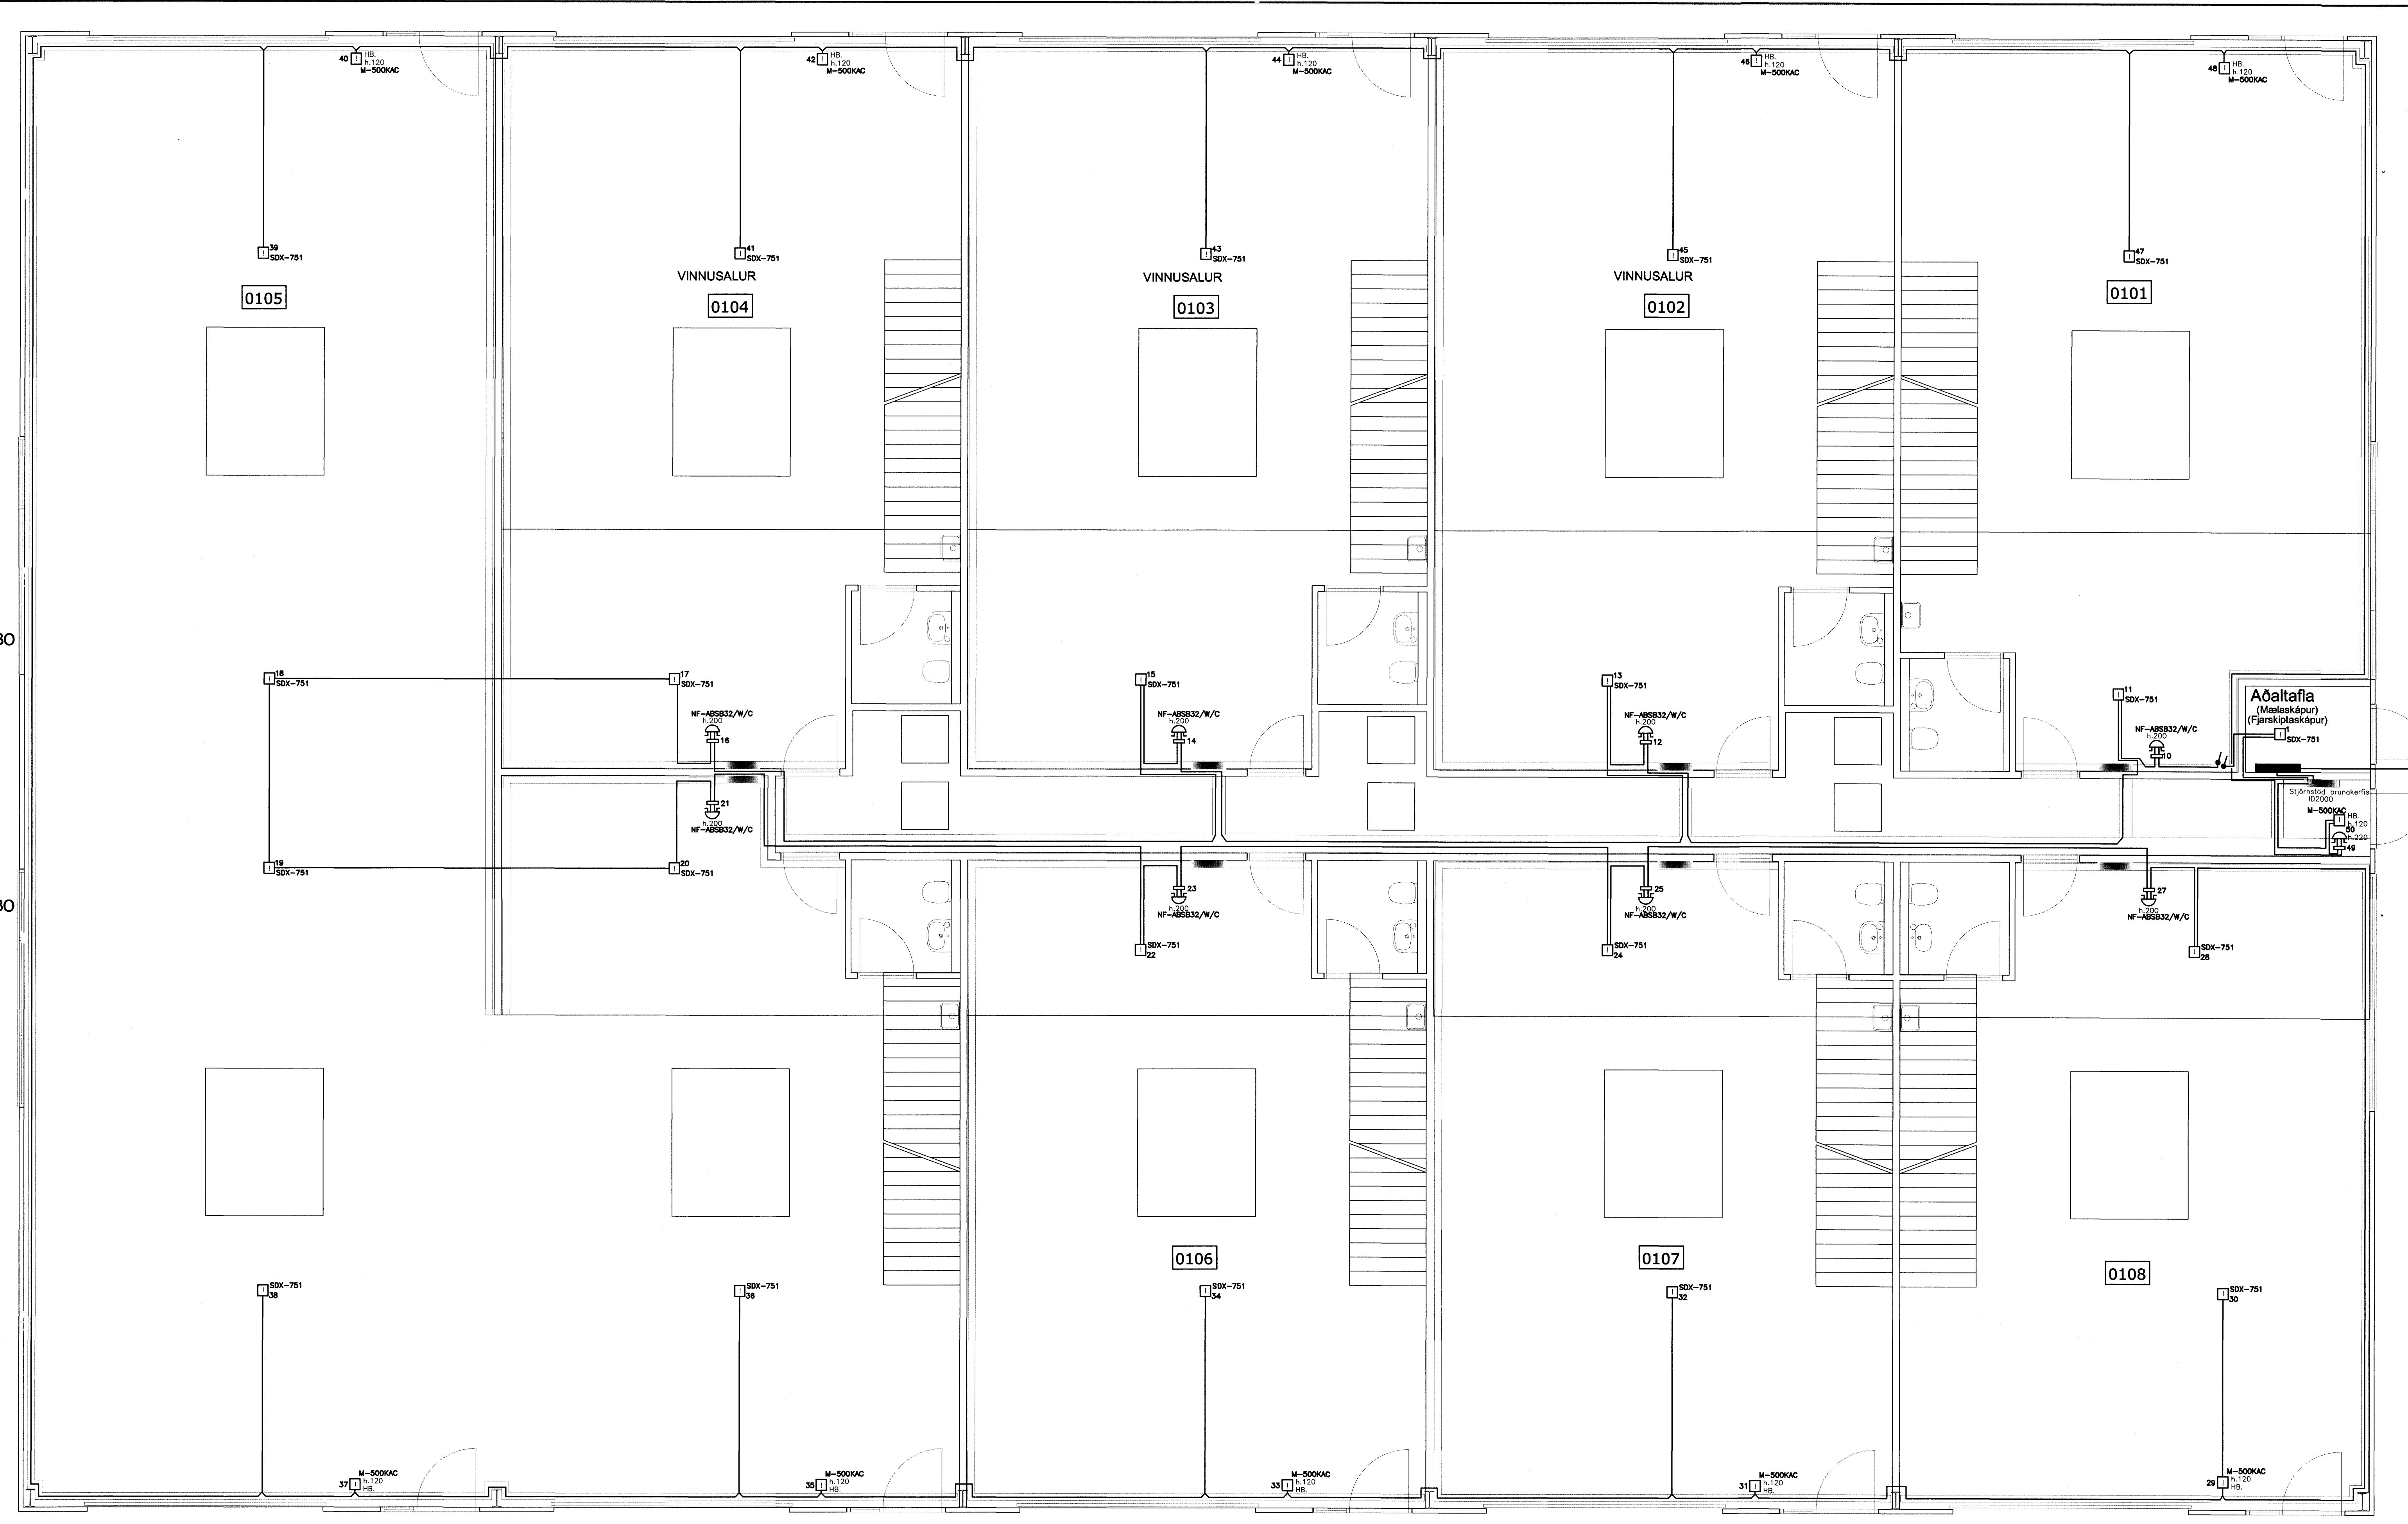 40
HB.
h.120
M-500KAC
42
HB.
h.120
M-500KAC
44
HB.
h.120
M-500KAC
46
HB.
h.120
M-500KAC
48
HB.
h.120
M-500KAC
39
SDX-751
41
SDX-751
43
SDX-751
45
SDX-751
47
SDX-751
VINNUSALUR
VINNUSALUR
VINNUSALUR
0105
0104
0103
0102
0101
30
18
SDX-751
17
SDX-751
15
SDX-751
13
SDX-751
11
SDX-751
Aðaltafla
(Mælaskápur)
(Fjarskiptaskápur)
1
SDX-751
NF-ABSB32/W/C
h.200
16
NF-ABSB32/W/C
h.200
14
NF-ABSB32/W/C
h.200
12
NF-ABSB32/W/C
h.200
10
Stjórnstöð brunakerfis
ID2000
M-500KAC
HB.
h.120
50
h.220
49
21
h.200
NF-ABSB32/W/C
19
SDX-751
20
SDX-751
23
h.200
NF-ABSB32/W/C
25
h.200
NF-ABSB32/W/C
27
h.200
NF-ABSB32/W/C
30
SDX-751
22
SDX-751
24
SDX-751
28
0106
0107
0108
SDX-751
38
SDX-751
36
SDX-751
34
SDX-751
32
SDX-751
30
M-500KAC
37
h.120
HB.
M-500KAC
35
h.120
HB.
M-500KAC
33
h.120
HB.
M-500KAC
31
h.120
HB.
M-500KAC
29
h.120
HB.